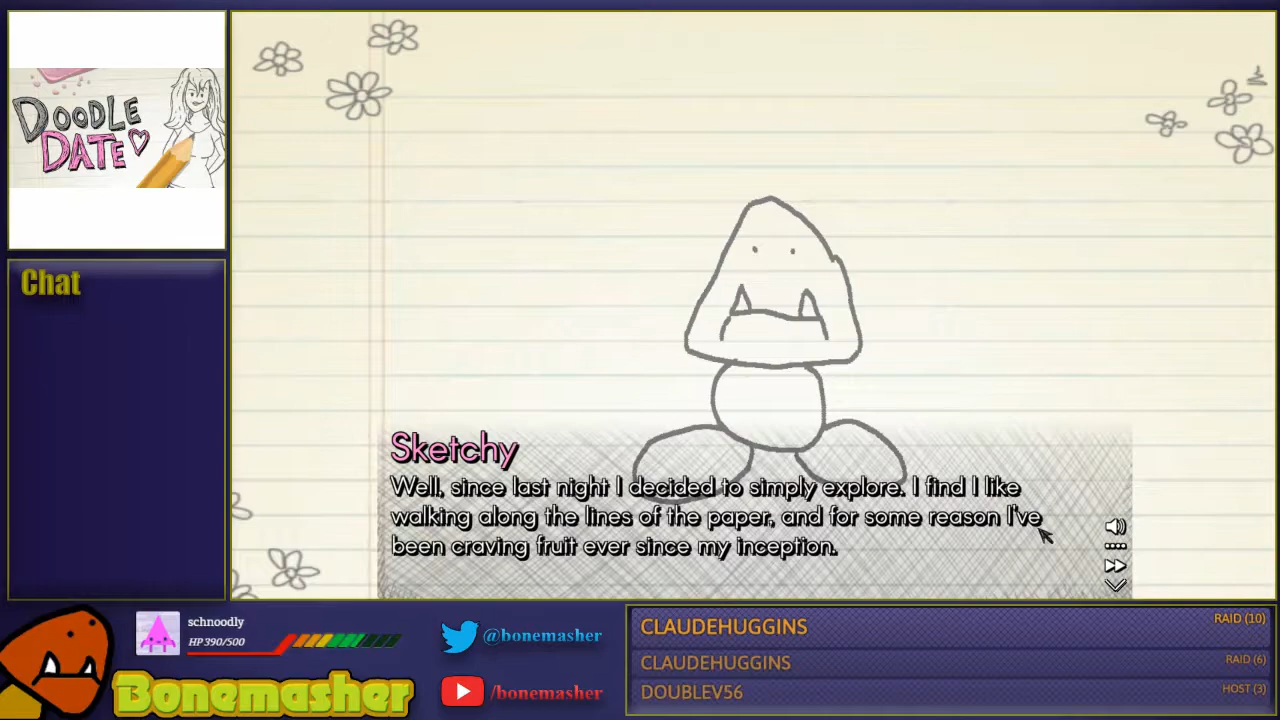 DOODLE
DATE
Chat
Sketchy
Well, since last night I decided to simply explore. I find I like
walking along the lines of the paper, and for some reason I've
been craving fruit ever since my inception.
schnoodly
HP 390/500
Bonemasher
@bonemasher
/bonemasher
CLAUDEHUGGINS RAID (10)
CLAUDEHUGGINS RAID (6)
DOUBLEV56 HOST (3)